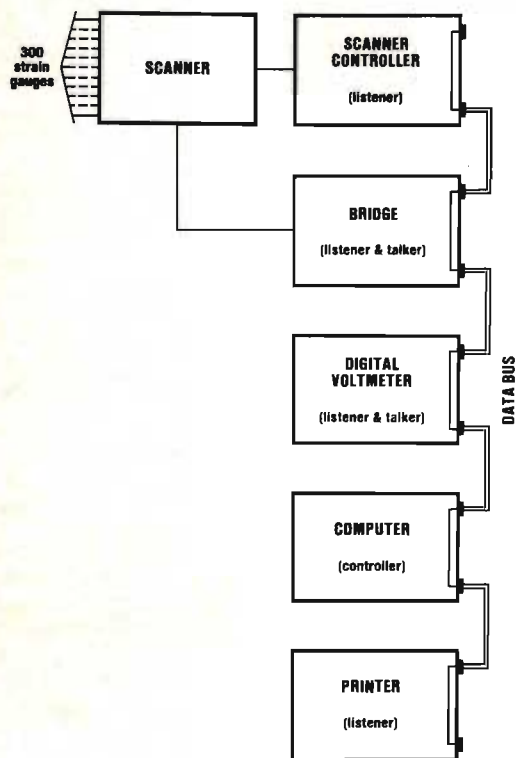 300
strain
gauges
SCANNER
SCANNER
CONTROLLER
(listener)
BRIDGE
(listener & talker)
DIGITAL
VOLTMETER
(listener & talker)
DATA BUS
COMPUTER
(controller)
PRINTER
(listener)